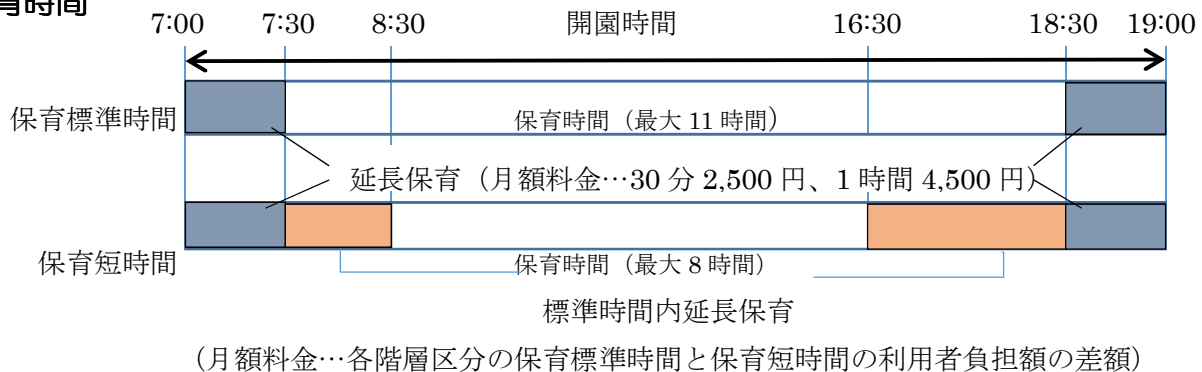 育時間
7:00 7:30 8:30 開園時間 16:30 18:30 19:00
保育標準時間
保育時間（最大 11 時間）
延長保育（月額料金…30 分 2,500 円、1 時間 4,500 円）
保育短時間
保育時間（最大 8 時間）
標準時間内延長保育
（月額料金…各階層区分の保育標準時間と保育短時間の利用者負担額の差額）